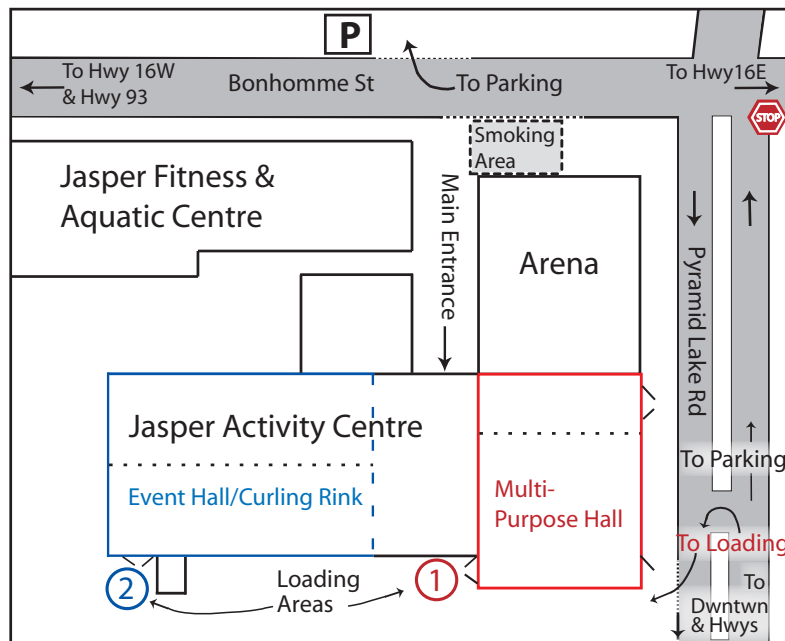 P
To Hwy 16W
& Hwy 93
Bonhomme St
To Parking
To Hwy16E
STOP
Smoking
Area
Jasper Fitness &
Aquatic Centre
Main Entrance
Arena
Pyramid Lake Rd
Jasper Activity Centre
To Parking
Event Hall/Curling Rink
Multi-
Purpose Hall
To Loading
2
Loading
Areas
1
To
Dwntwn
& Hwys